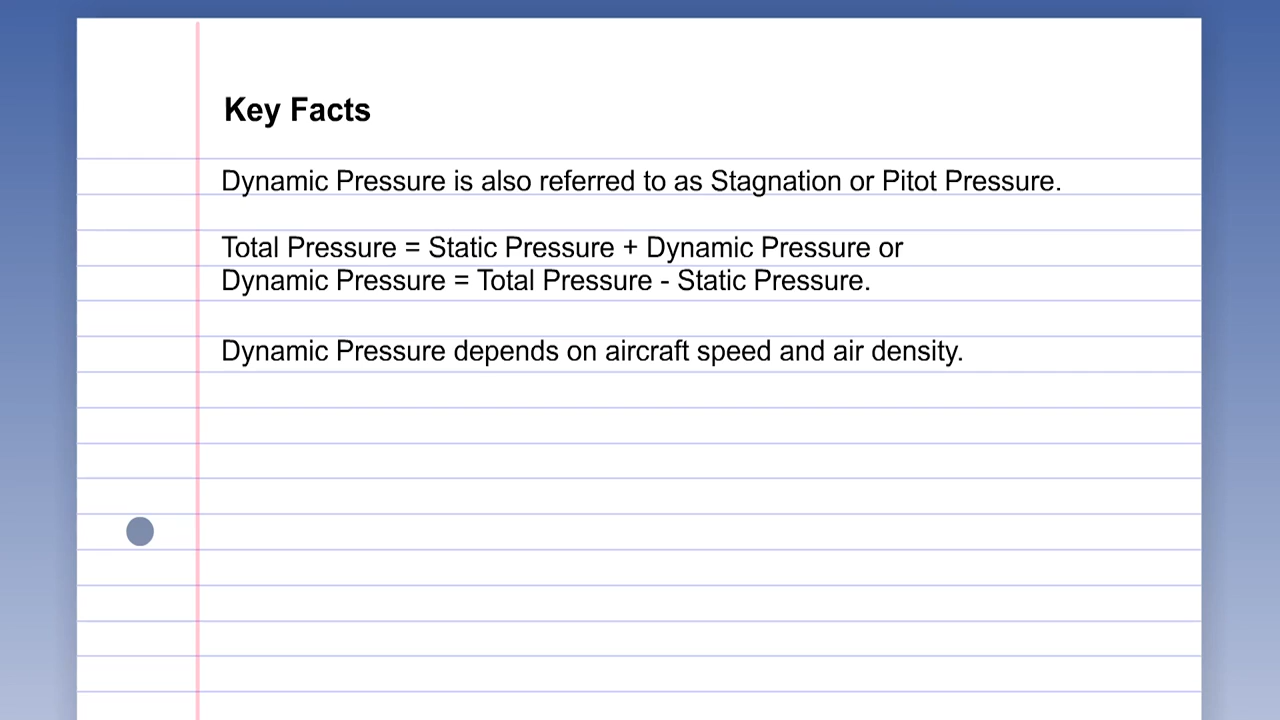 Key Facts
Dynamic Pressure is also referred to as Stagnation or Pitot Pressure.
Total Pressure = Static Pressure + Dynamic Pressure or
Dynamic Pressure = Total Pressure - Static Pressure.
Dynamic Pressure depends on aircraft speed and air density.